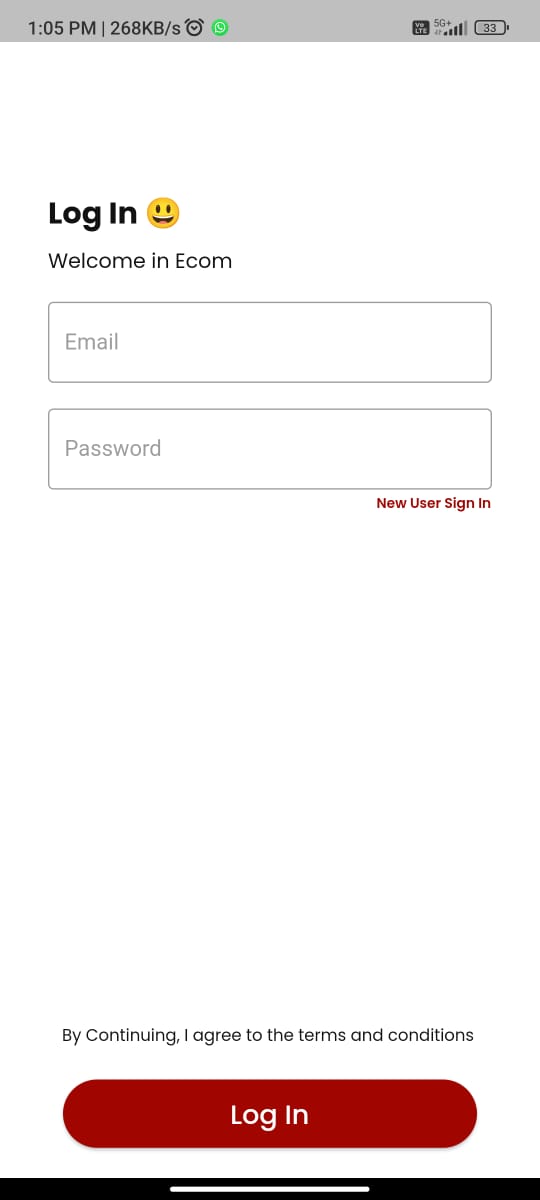 1:05 PM | 268KB/s
Vo LTE 5G+ 33
Log In 😃
Welcome in Ecom
Email
Password
New User Sign In
By Continuing, I agree to the terms and conditions
Log In